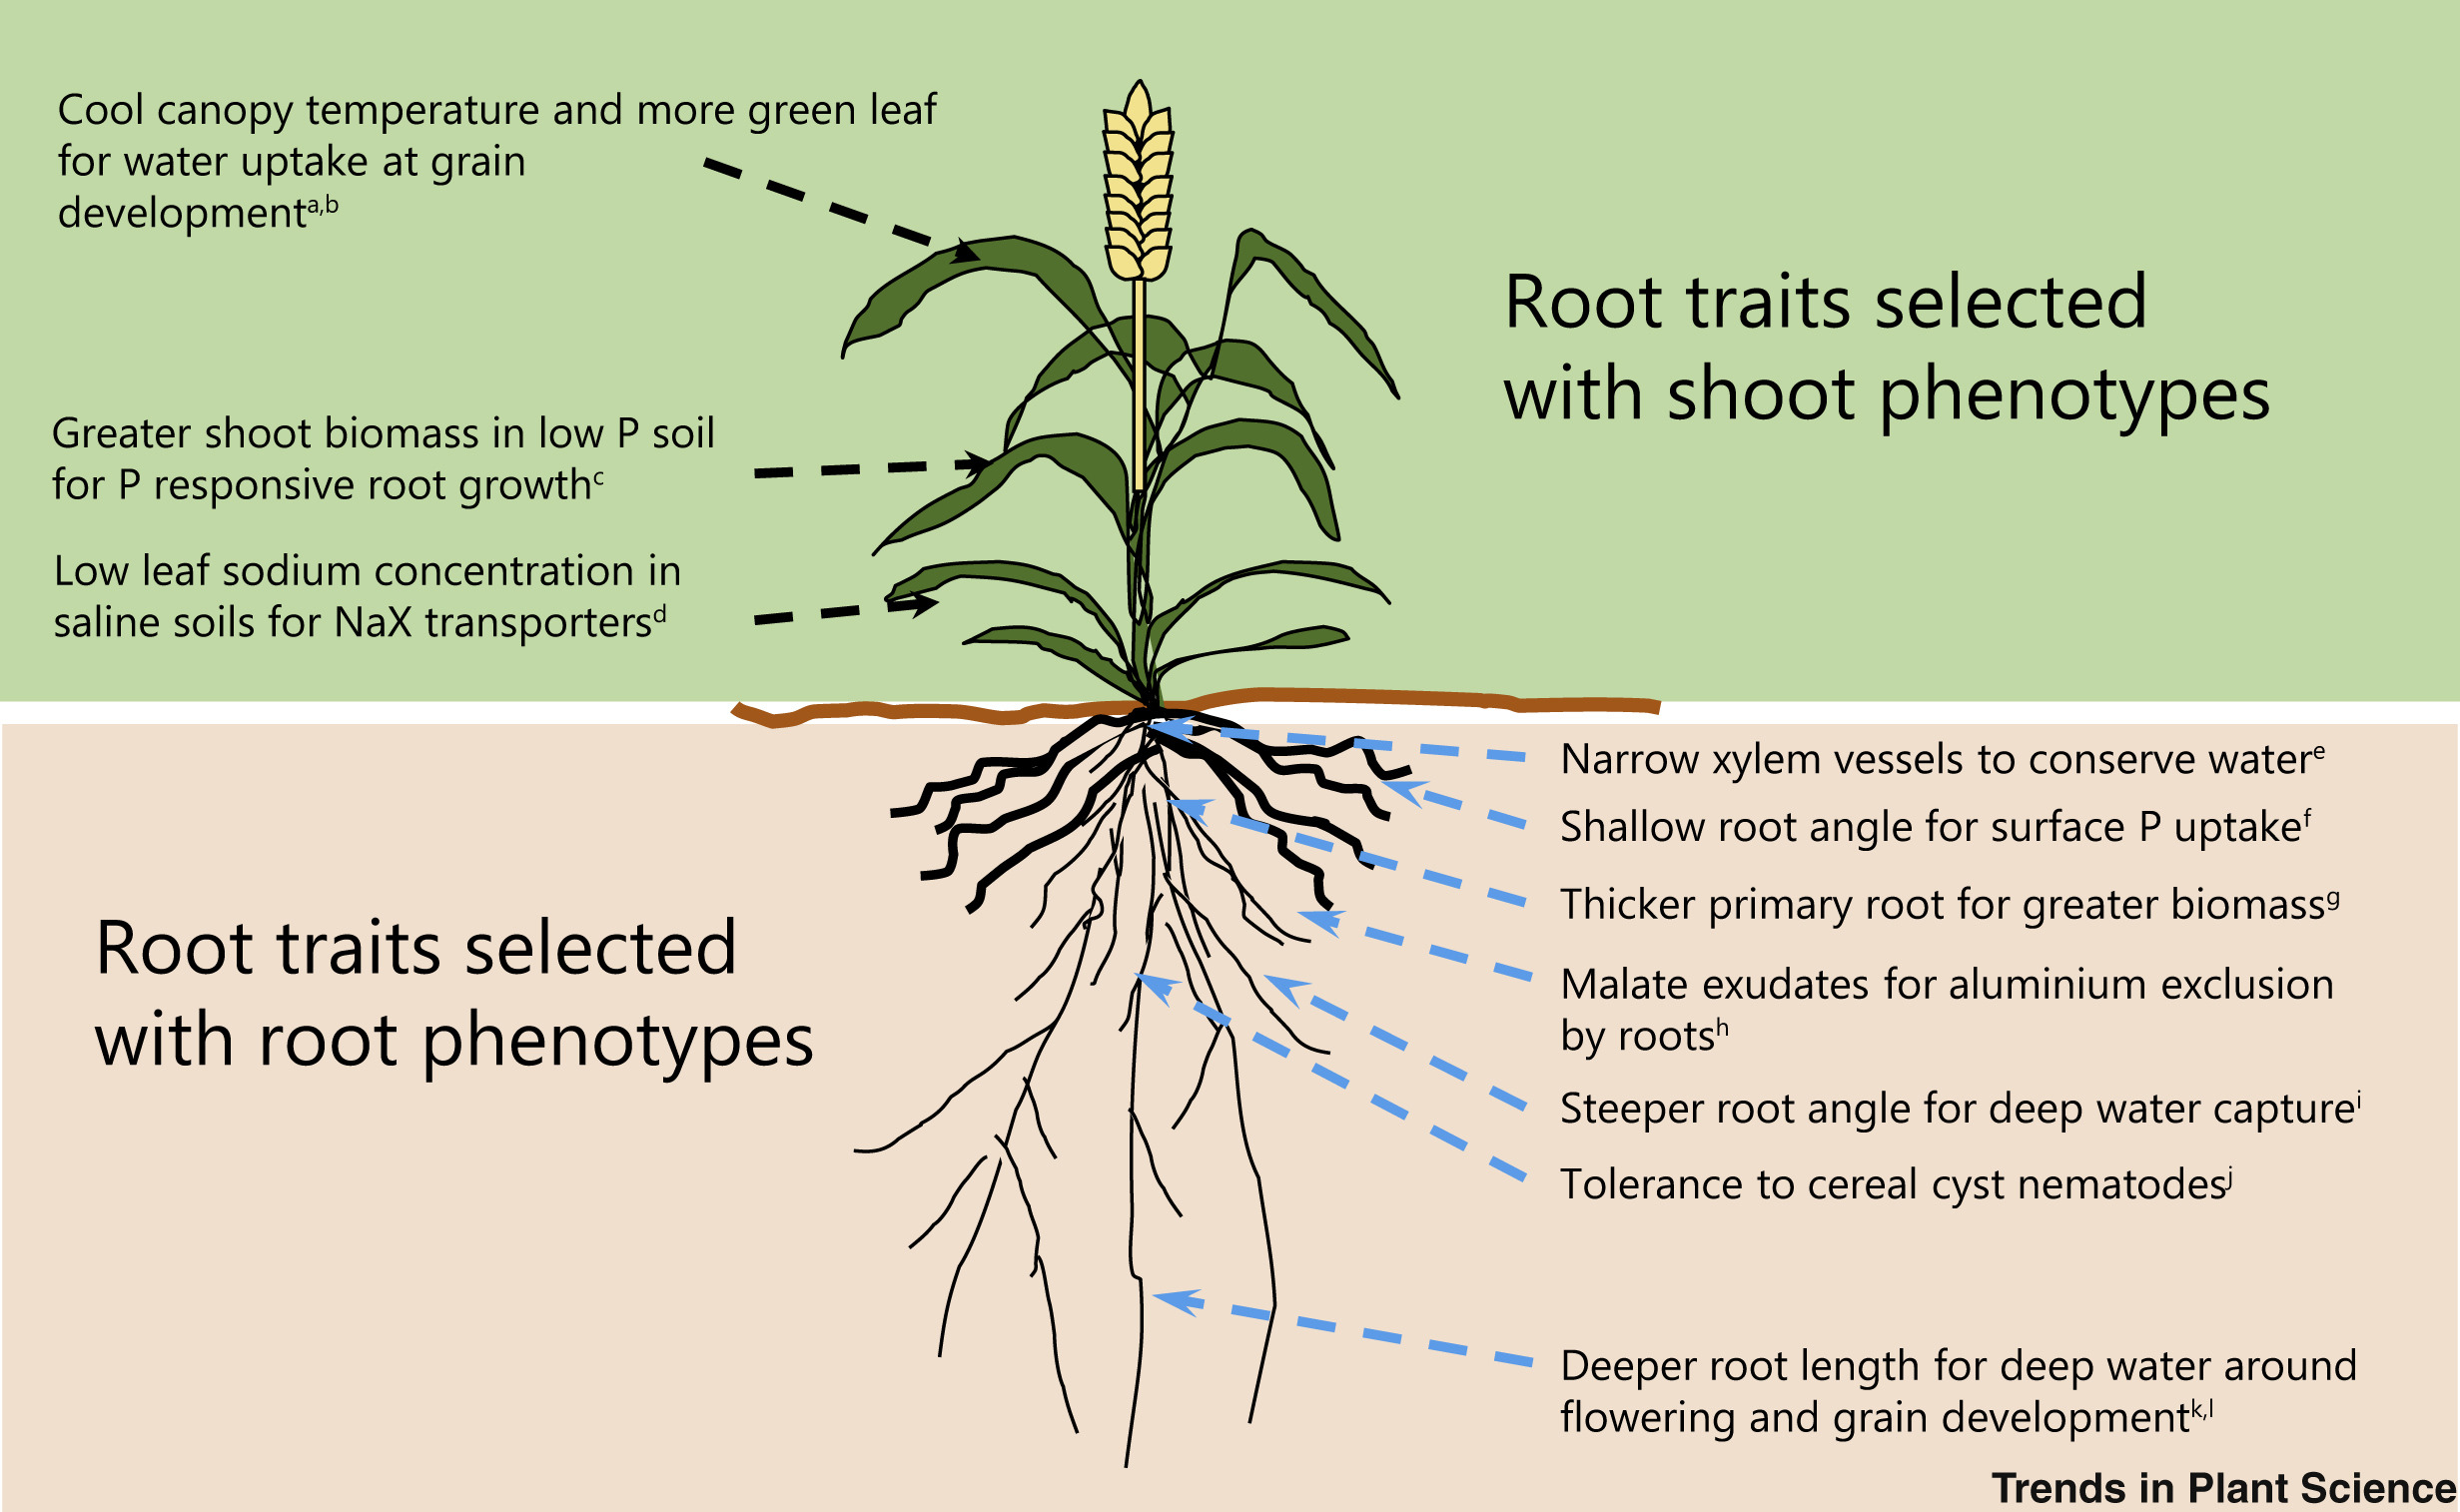 Cool canopy temperature and more green leaf
for water uptake at grain
developmentᵃ,ᵇ
Root traits selected
with shoot phenotypes
Greater shoot biomass in low P soil
for P responsive root growthᶜ
Low leaf sodium concentration in
saline soils for NaX transportersᵈ
Narrow xylem vessels to conserve waterᵉ
Shallow root angle for surface P uptakeᶠ
Thicker primary root for greater biomassᵍ
Root traits selected
with root phenotypes
Malate exudates for aluminium exclusion
by rootsʰ
Steeper root angle for deep water captureⁱ
Tolerance to cereal cyst nematodesʲ
Deeper root length for deep water around
flowering and grain developmentᵏ,ˡ
Trends in Plant Science